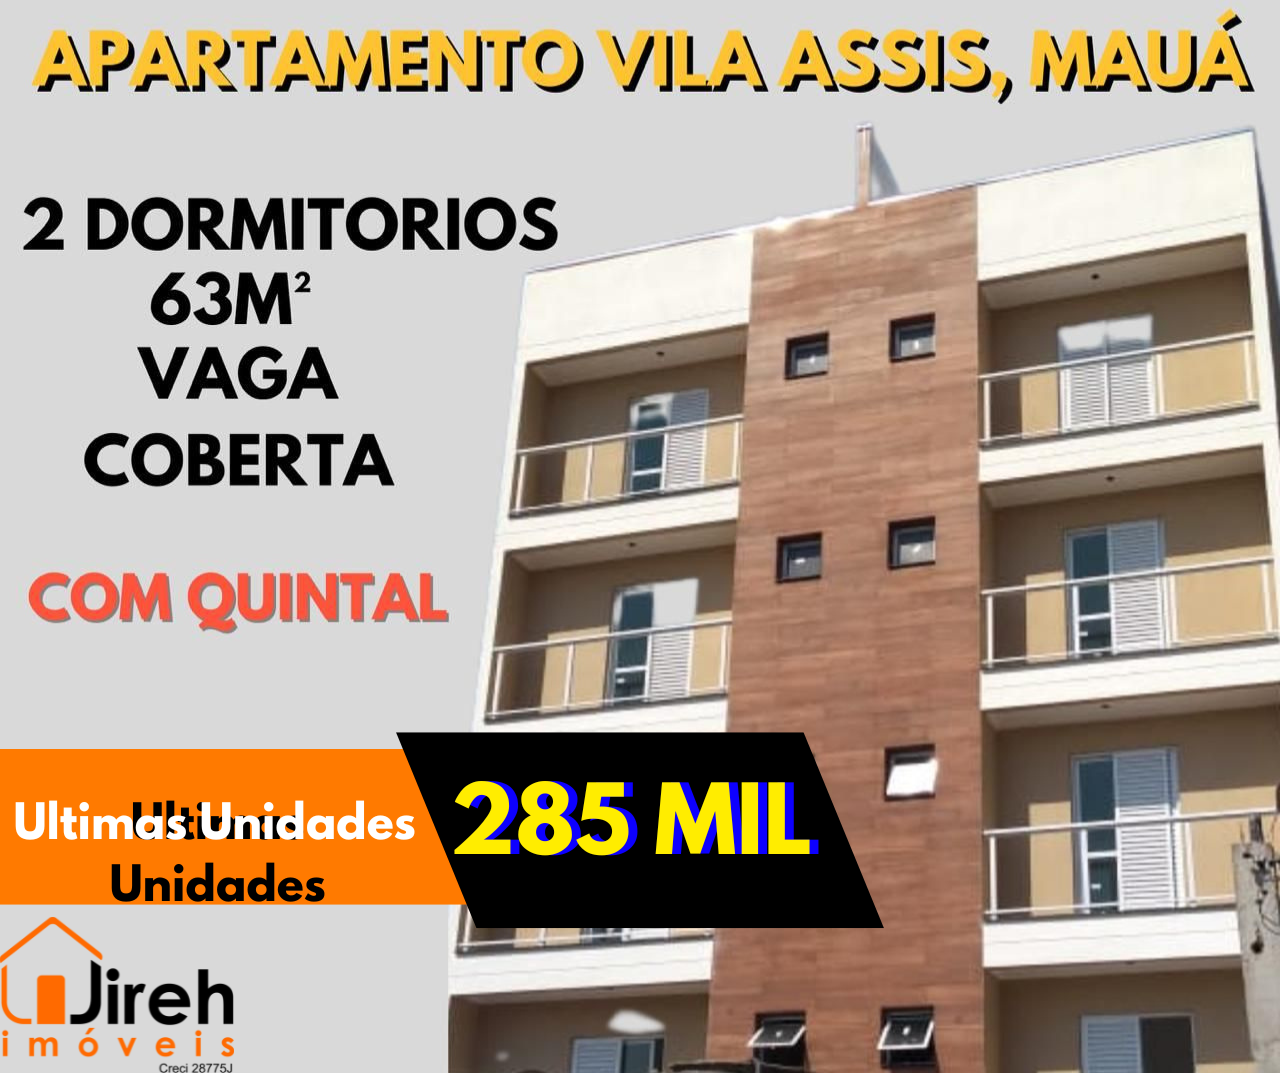 APARTAMENTO VILA ASSIS, MAUÁ
2 DORMITORIOS
63M²
VAGA
COBERTA
COM QUINTAL
Ultimas Unidades
Ultimas
Unidades
285 MIL
Jireh
imóveis
Creci 28775J